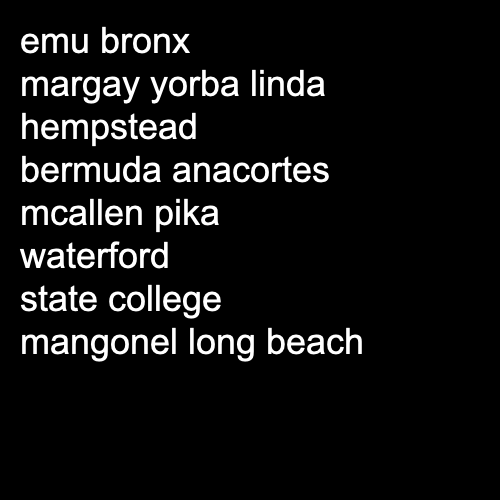 emu bronx
margay yorba linda
hempstead
bermuda anacortes
mcallen pika
waterford
state college
mangonel long beach